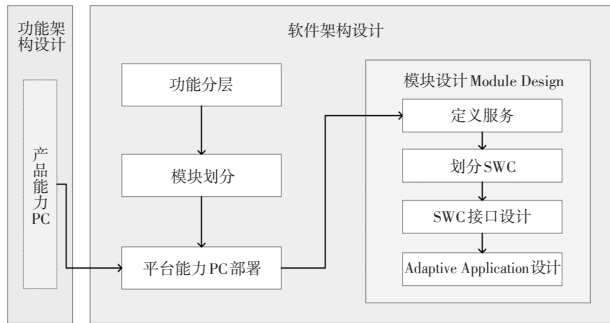 功能架
构设计
产
品
能
力
PC
软件架构设计
功能分层
模块划分
平台能力PC部署
模块设计Module Design
定义服务
划分SWC
SWC接口设计
Adaptive Application设计